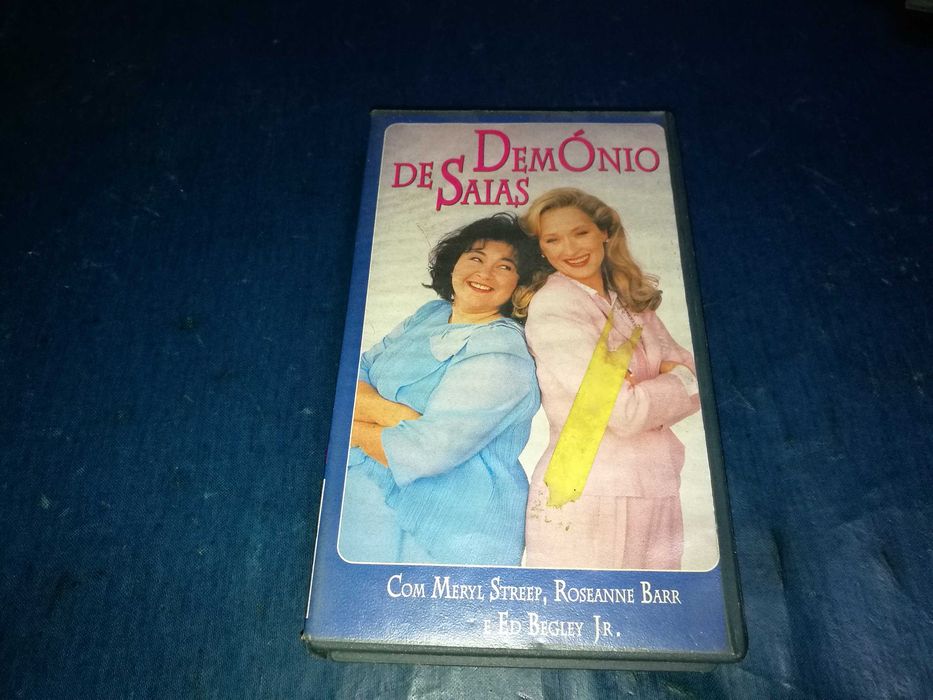 DEMÓNIO
DE SAIAS
COM MERYL STREEP, ROSEANNE BARR
E ED BEGLEY JR.